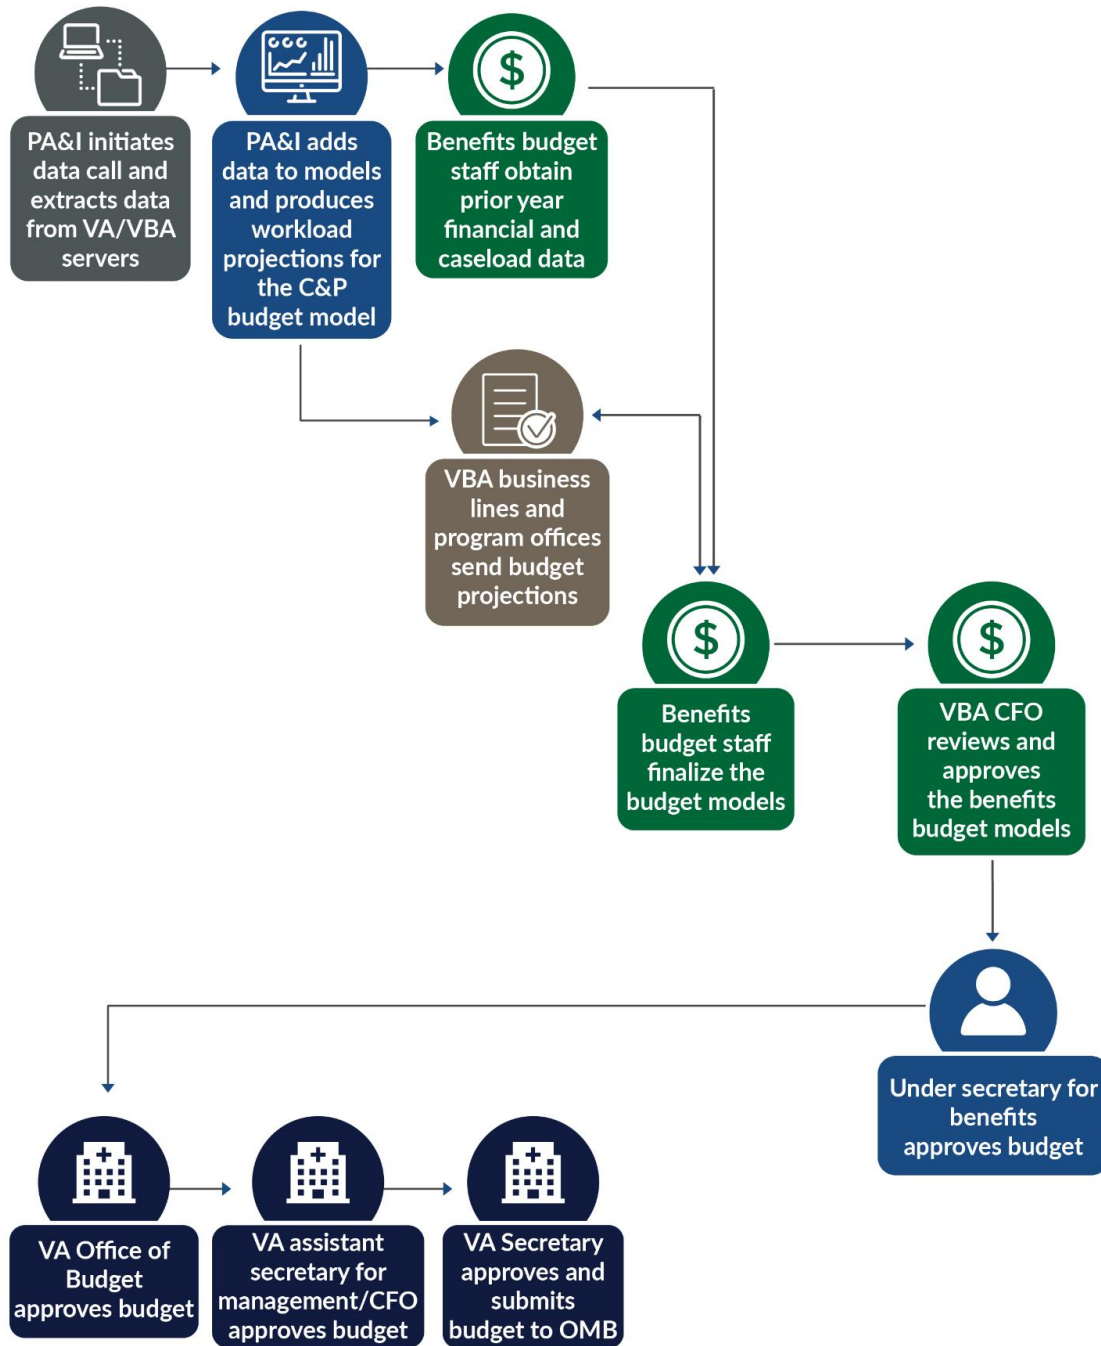 PA&I initiates
data call and
extracts data
from VA/VBA
servers
PA&I adds
data to models
and produces
workload
projections for
the C&P
budget model
$
Benefits budget
staff obtain
prior year
financial and
caseload data
VBA business
lines and
program offices
send budget
projections
$
Benefits
budget staff
finalize the
budget models
$
VBA CFO
reviews and
approves
the benefits
budget models
Under secretary for
benefits
approves budget
VA Office of
Budget
approves budget
VA assistant
secretary for
management/CFO
approves budget
VA Secretary
approves and
submits
budget to OMB